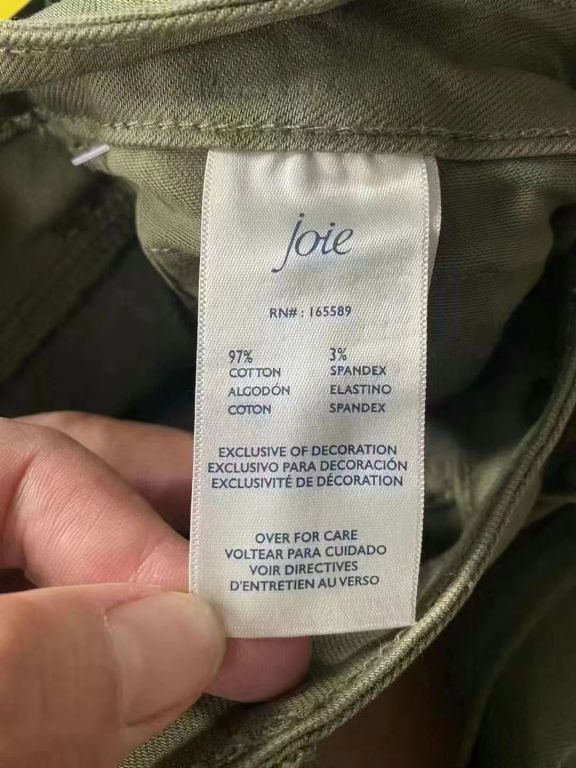 joie
RN# : 165589
97% 3%
COTTON SPANDEX
ALGODÓN ELASTINO
COTON SPANDEX
EXCLUSIVE OF DECORATION
EXCLUSIVO PARA DECORACIÓN
EXCLUSIVITÉ DE DÉCORATION
OVER FOR CARE
VOLTEAR PARA CUIDADO
VOIR DIRECTIVES
D'ENTRETIEN AU VERSO